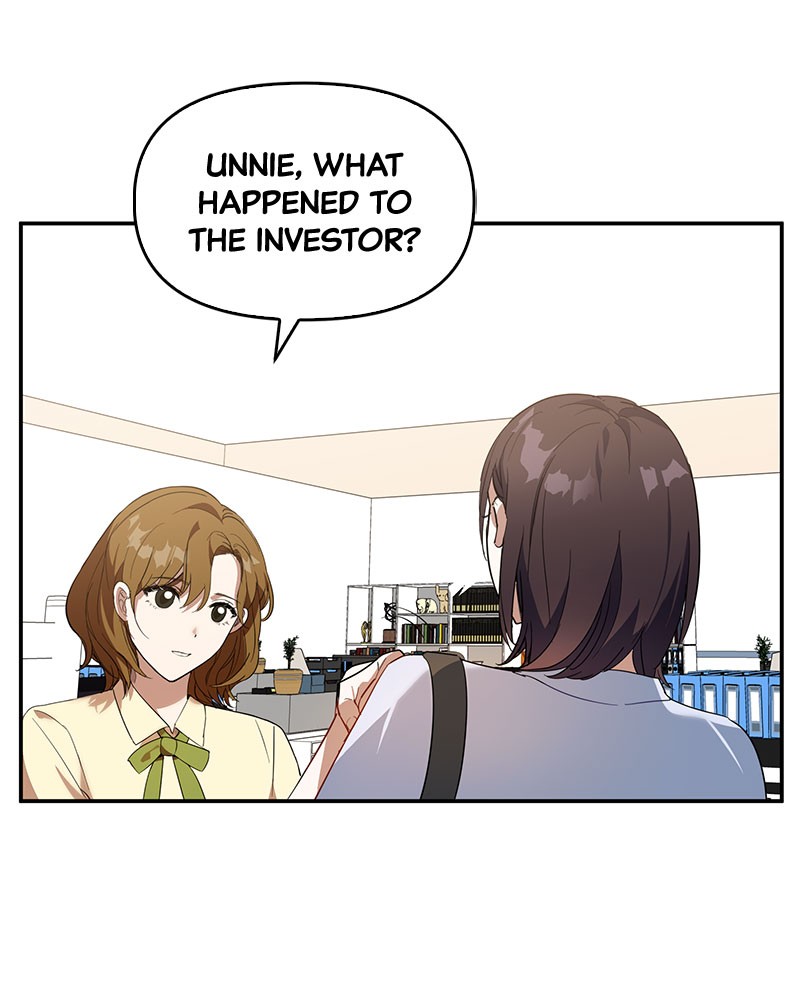 UNNIE, WHAT
HAPPENED TO
THE INVESTOR?